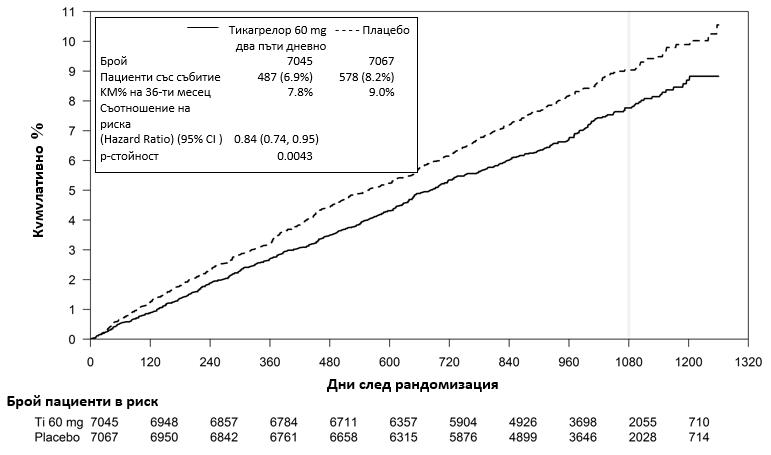 Тикагрелор 60 mg Плацебо
два пъти дневно
Брой 7045 7067
Пациенти със събитие 487 (6.9%) 578 (8.2%)
KM% на 36-ти месец 7.8% 9.0%
Съотношение на
риска
(Hazard Ratio) (95% CI ) 0.84 (0.74, 0.95)
р-стойност 0.0043
Кумулативно %
11
10
9
8
7
6
5
4
3
2
1
0
0 120 240 360 480 600 720 840 960 1080 1200 1320
Дни след рандомизация
Брой пациенти в риск
Ti 60 mg 7045 6948 6857 6784 6711 6357 5904 4926 3698 2055 710
Placebo 7067 6950 6842 6761 6658 6315 5876 4899 3646 2028 714